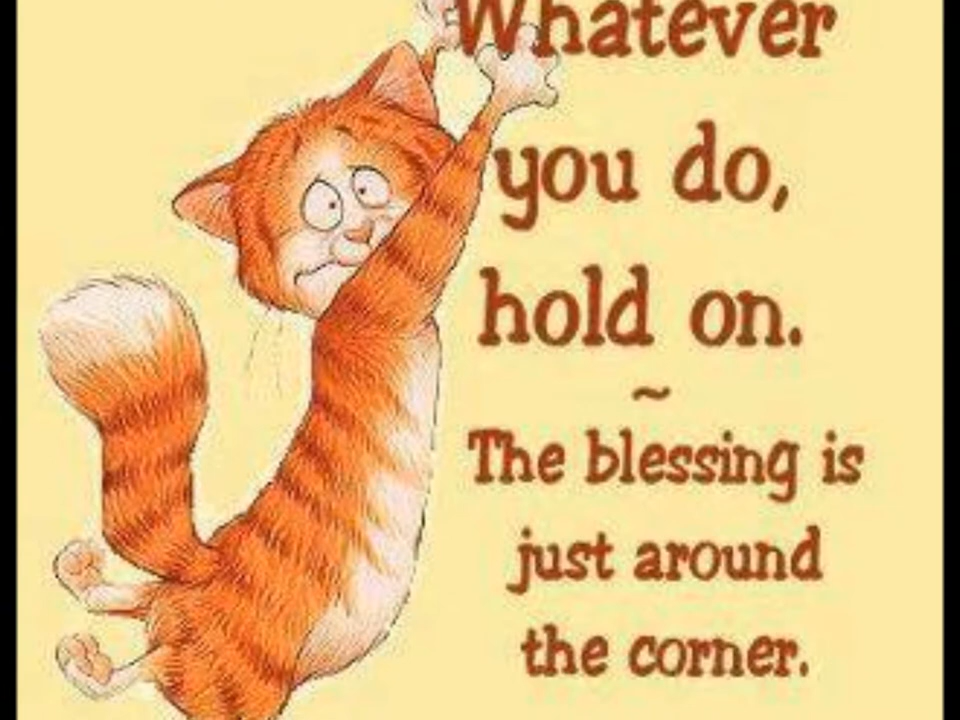 Whatever
you do,
hold on.
~
The blessing is
just around
the corner.